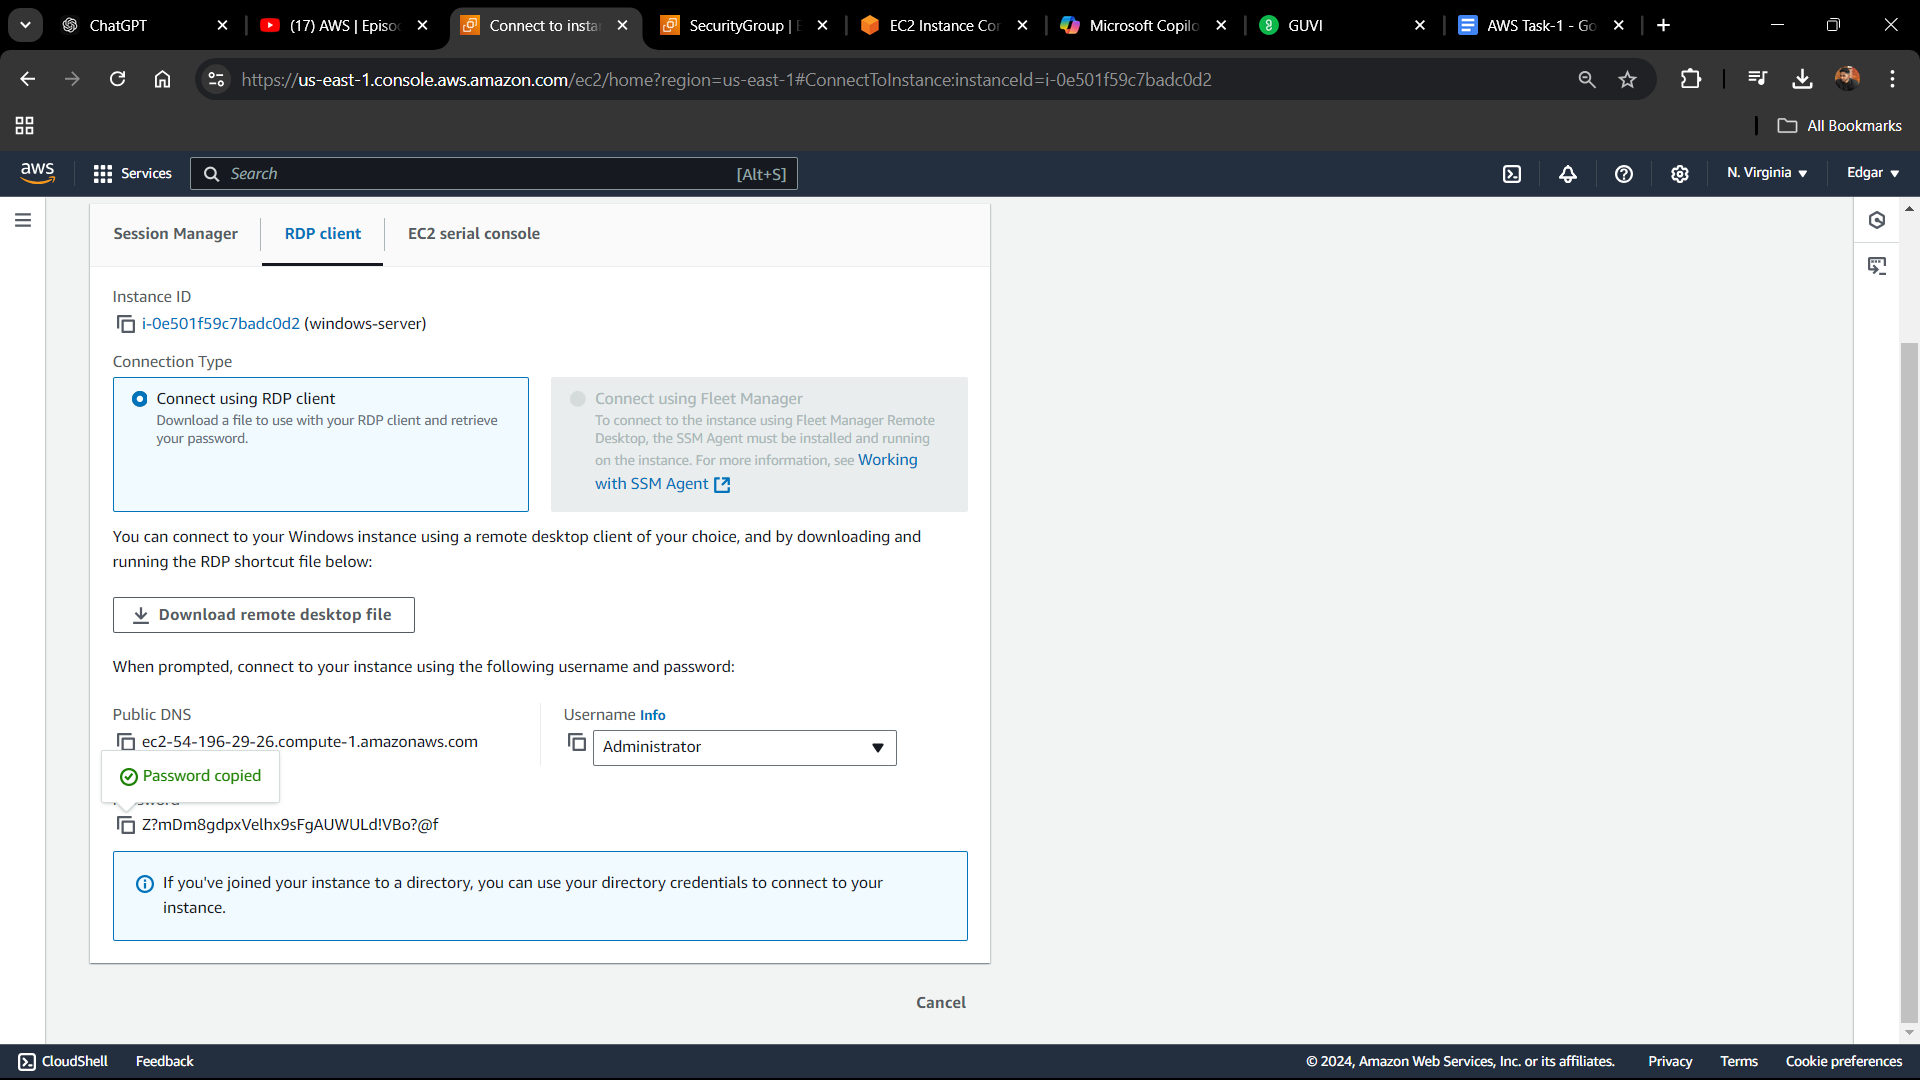 ChatGPT
(17) AWS | Episo
Connect to insta
SecurityGroup | E
EC2 Instance Con
Microsoft Copilo
GUVI
AWS Task-1 - Go
https://us-east-1.console.aws.amazon.com/ec2/home?region=us-east-1#ConnectToInstance:instanceId=i-0e501f59c7badc0d2
All Bookmarks
aws
Services
Search
[Alt+S]
N. Virginia
Edgar
Session Manager
RDP client
EC2 serial console
Instance ID
i-0e501f59c7badc0d2 (windows-server)
Connection Type
Connect using RDP client
Download a file to use with your RDP client and retrieve
your password.
Connect using Fleet Manager
To connect to the instance using Fleet Manager Remote
Desktop, the SSM Agent must be installed and running
on the instance. For more information, see Working
with SSM Agent
You can connect to your Windows instance using a remote desktop client of your choice, and by downloading and
running the RDP shortcut file below:
Download remote desktop file
When prompted, connect to your instance using the following username and password:
Public DNS
ec2-54-196-29-26.compute-1.amazonaws.com
Username Info
Administrator
Password copied
Z?mDm8gdpxVelhx9sFgAUWULd!VBo?@f
If you've joined your instance to a directory, you can use your directory credentials to connect to your
instance.
Cancel
CloudShell
Feedback
© 2024, Amazon Web Services, Inc. or its affiliates.
Privacy
Terms
Cookie preferences